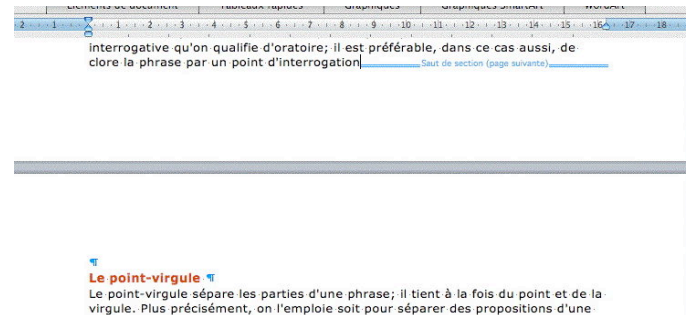 Éléments de document Tableaux rapides Graphiques Graphiques SmartArt WordArt
2 1 1 2 3 4 5 6 7 8 9 10 11 12 13 14 15 16 17 18
interrogative qu'on qualifie d'oratoire; il est préférable, dans ce cas aussi, de
clore la phrase par un point d'interrogation Saut de section (page suivante)
¶
Le point-virgule ¶
Le point-virgule sépare les parties d'une phrase; il tient à la fois du point et de la
virgule. Plus précisément, on l'emploie soit pour séparer des propositions d'une